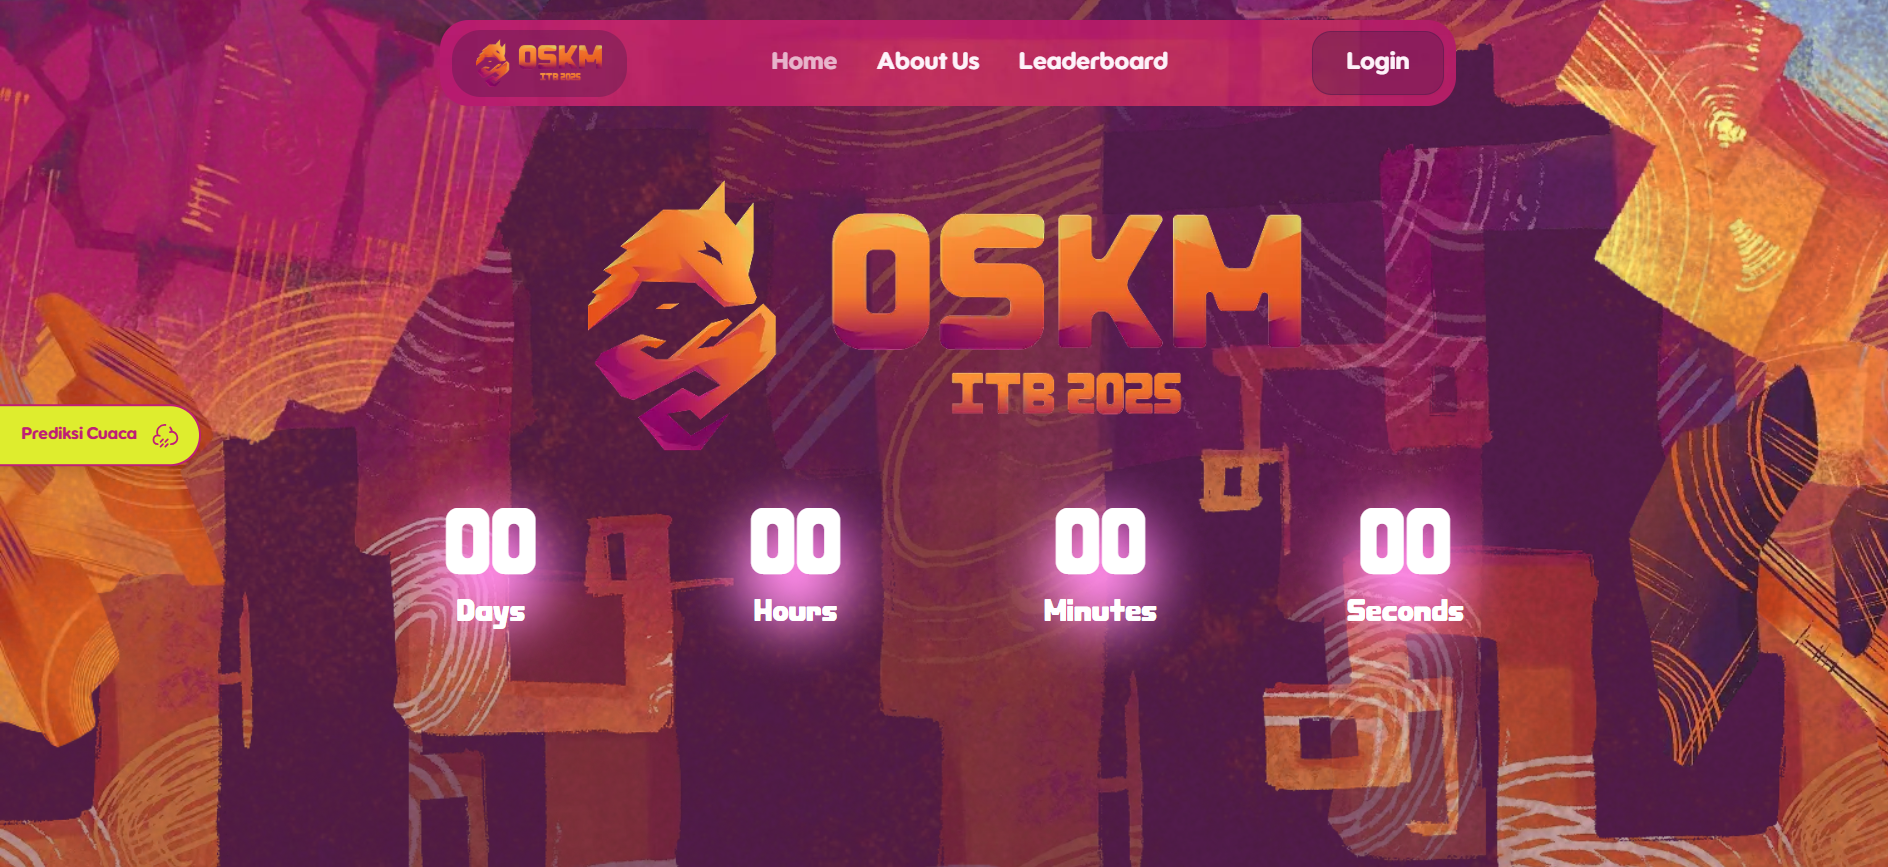 OSKM
ITB 2025
Home
About Us
Leaderboard
Login
OSKM
ITB 2025
Prediksi Cuaca
00 00 00 00
Days Hours Minutes Seconds